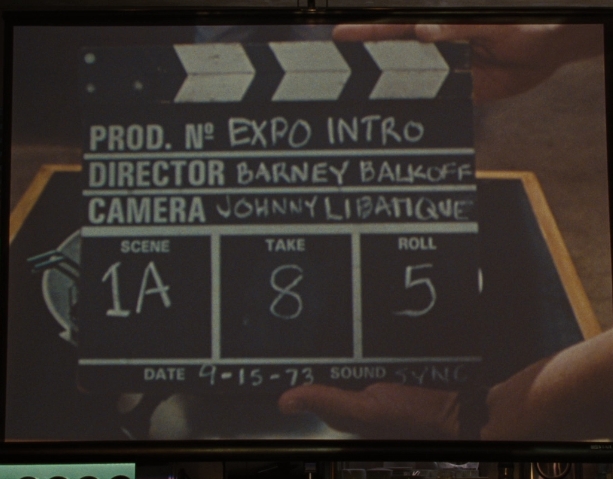 PROD. Nº EXPO INTRO
DIRECTOR BARNEY BALKOFF
CAMERA JOHNNY LIBATIQUE
SCENE TAKE ROLL
1A 8 5
DATE 9-15-73 SOUND SYNC